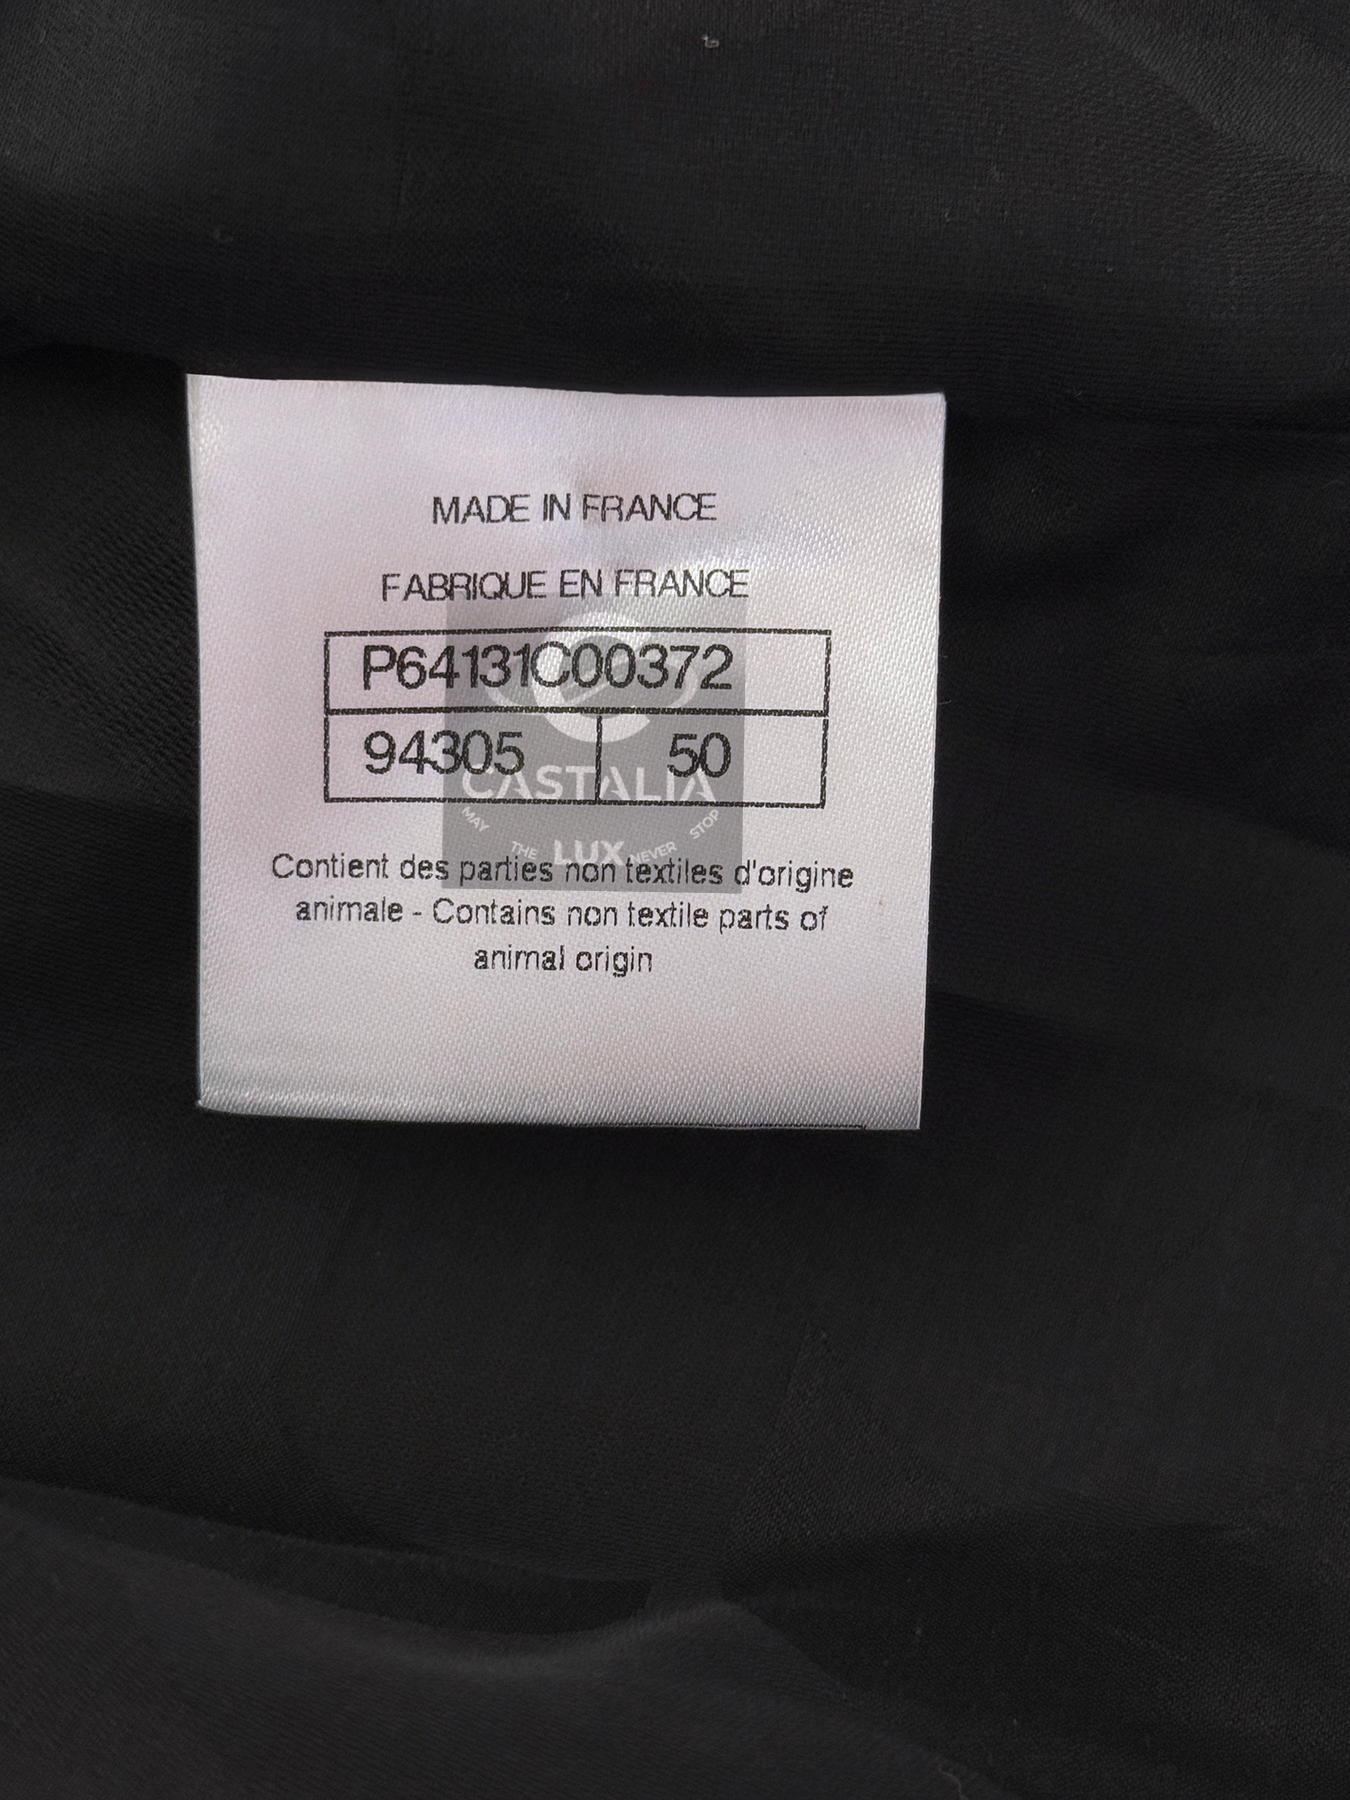 MADE IN FRANCE
FABRIQUE EN FRANCE
P64131C00372
94305 50
CASTALIA
MAY THE LUX NEVER STOP
Contient des parties non textiles d'origine
animale - Contains non textile parts of
animal origin